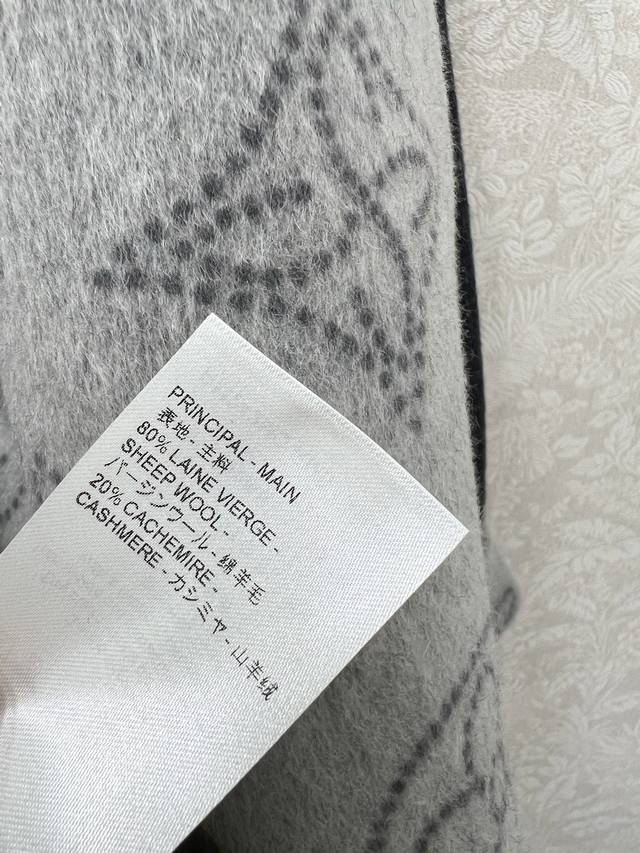 PRINCIPAL - MAIN
表地 - 主料
80% LAINE VIERGE -
SHEEP WOOL -
バージンウール - 綿羊毛
20% CACHEMIRE -
CASHMERE - カシミヤ - 山羊绒